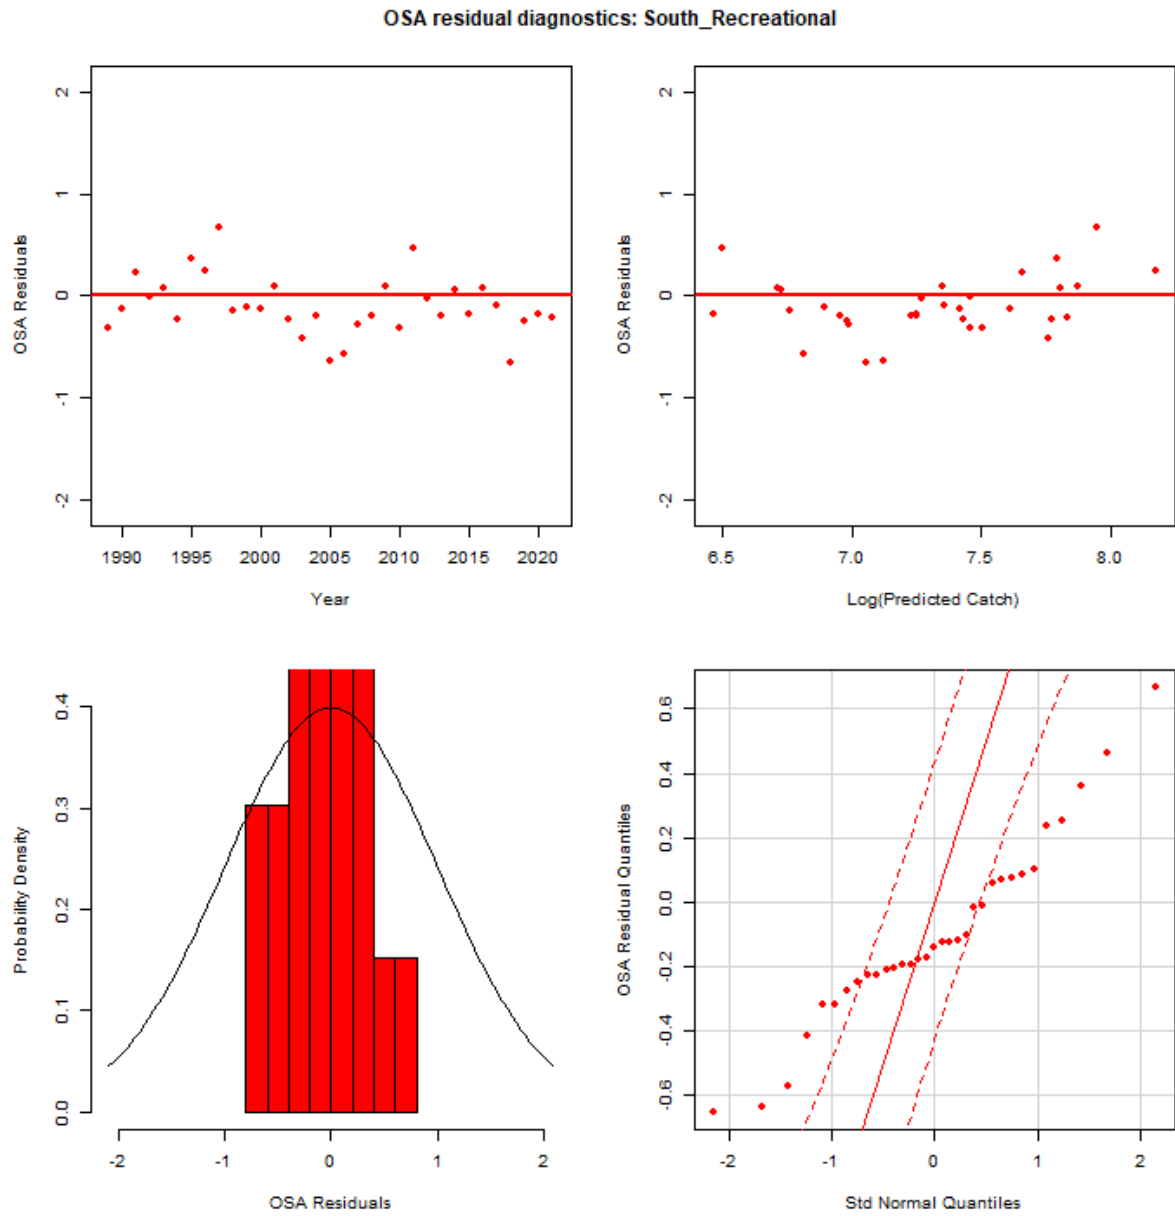 OSA residual diagnostics: South_Recreational
OSA Residuals
2
1
0
-1
-2
1990 1995 2000 2005 2010 2015 2020
Year
OSA Residuals
2
1
0
-1
-2
6.5 7.0 7.5 8.0
Log(Predicted Catch)
Probability Density
0.4
0.3
0.2
0.1
0.0
-2 -1 0 1 2
OSA Residuals
OSA Residual Quantiles
0.6
0.4
0.2
0.0
-0.2
-0.4
-0.6
-2 -1 0 1 2
Std Normal Quantiles